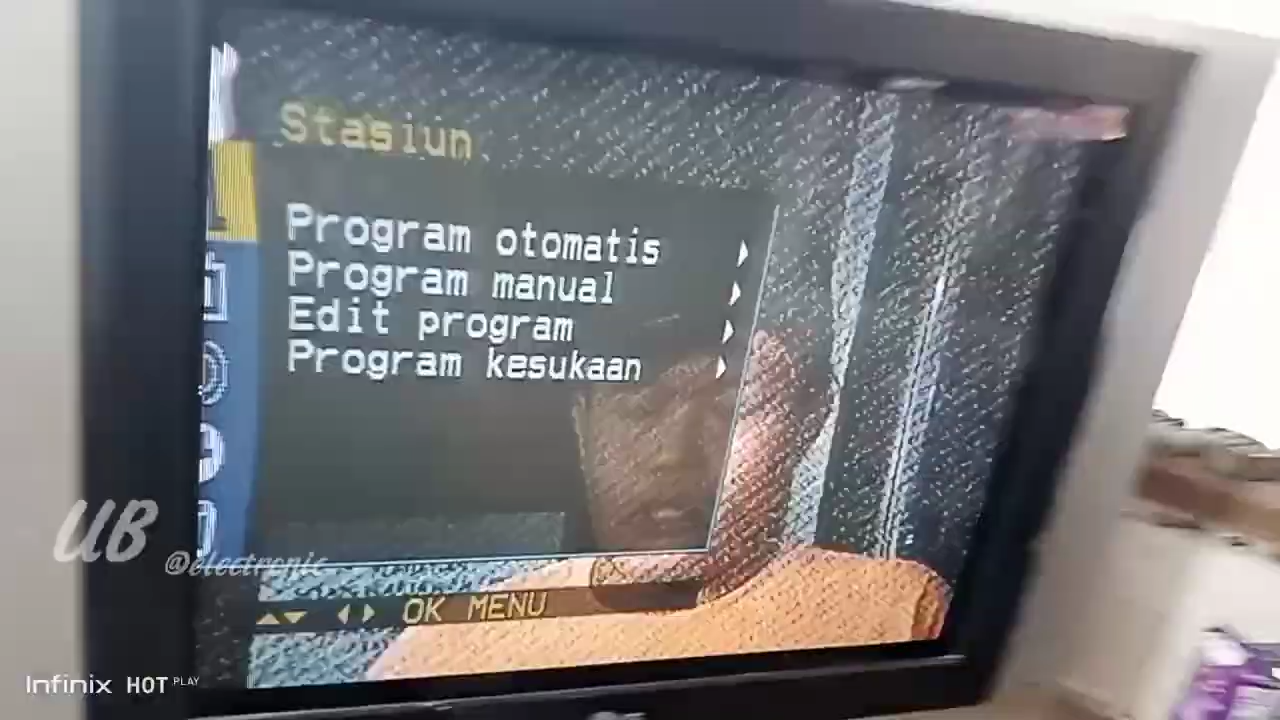 Stasiun
Program otomatis
Program manual
Edit program
Program kesukaan
OK MENU
UB
@electronic
Infinix HOT PLAY